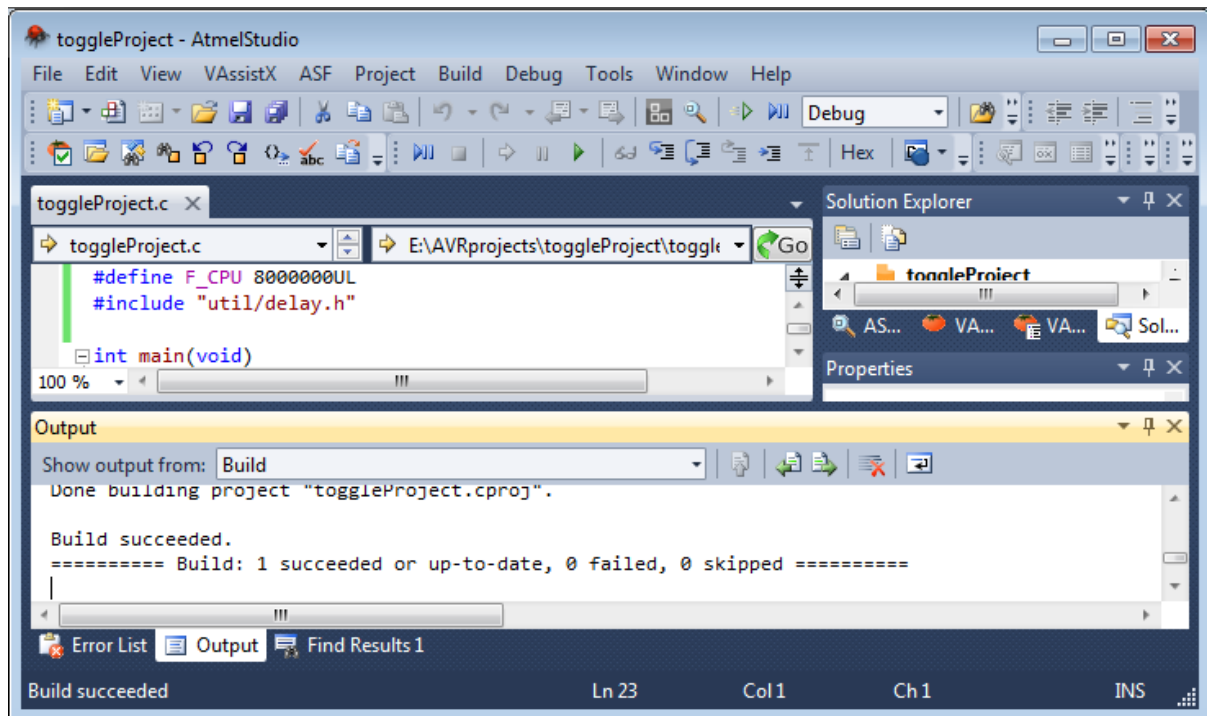 toggleProject - AtmelStudio
File Edit View VAssistX ASF Project Build Debug Tools Window Help
Debug
Hex
toggleProject.c
toggleProject.c E:\AVRprojects\toggleProject\toggle Go
#define F_CPU 8000000UL
#include "util/delay.h"
int main(void)
100 %
Solution Explorer
toggleProject
AS... VA... VA... Sol...
Properties
Output
Show output from: Build
Done building project "toggleProject.cproj".
Build succeeded.
========== Build: 1 succeeded or up-to-date, 0 failed, 0 skipped ==========
Error List Output Find Results 1
Build succeeded Ln 23 Col 1 Ch 1 INS